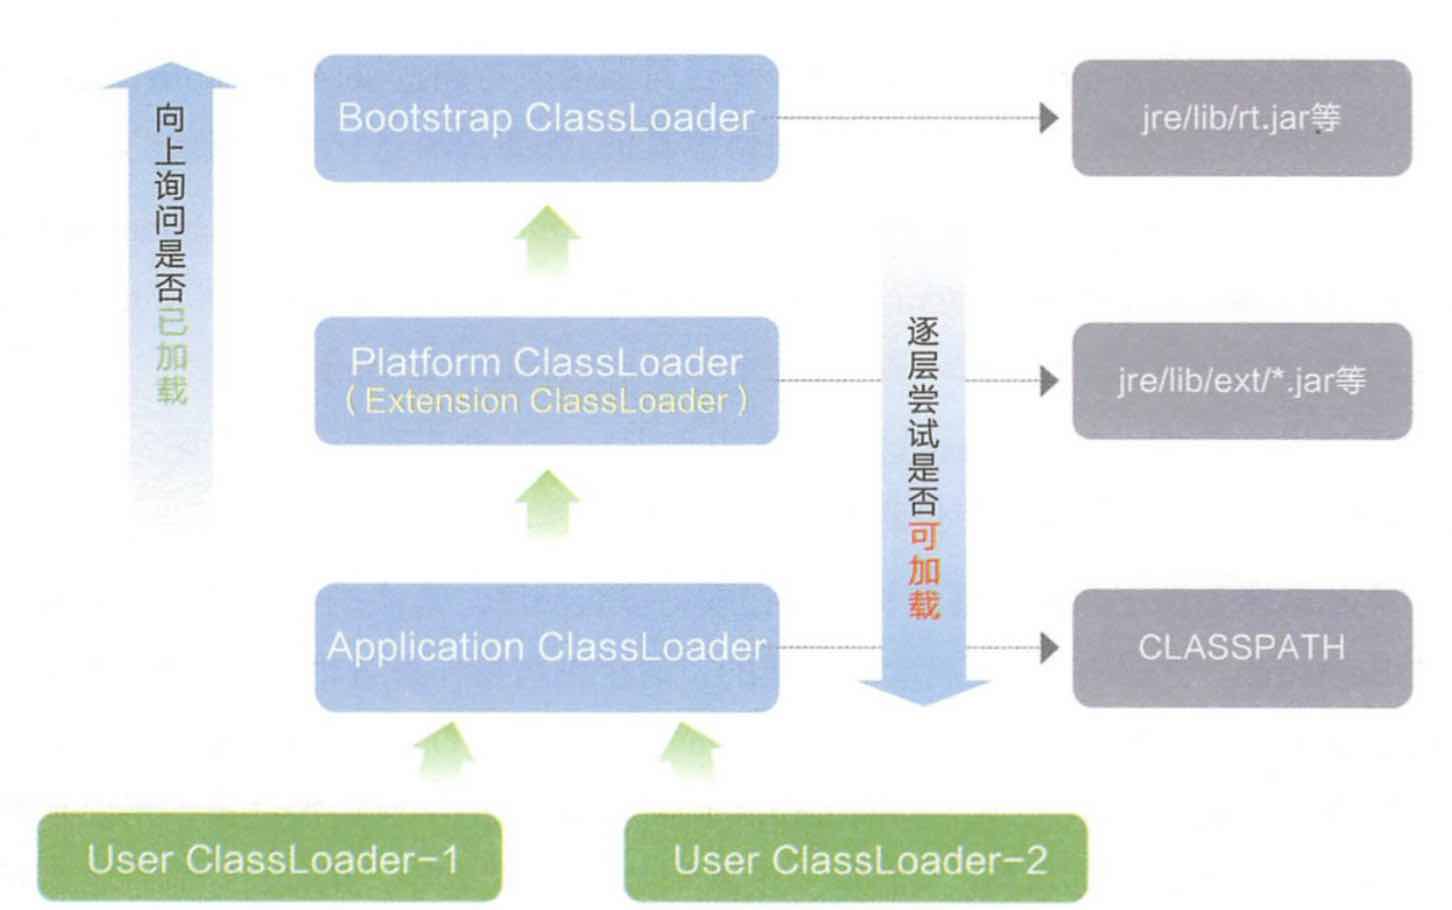 向上询问是否已加载
Bootstrap ClassLoader
jre/lib/rt.jar等
Platform ClassLoader
（Extension ClassLoader）
逐层尝试是否可加载
jre/lib/ext/*.jar等
Application ClassLoader
CLASSPATH
User ClassLoader-1
User ClassLoader-2